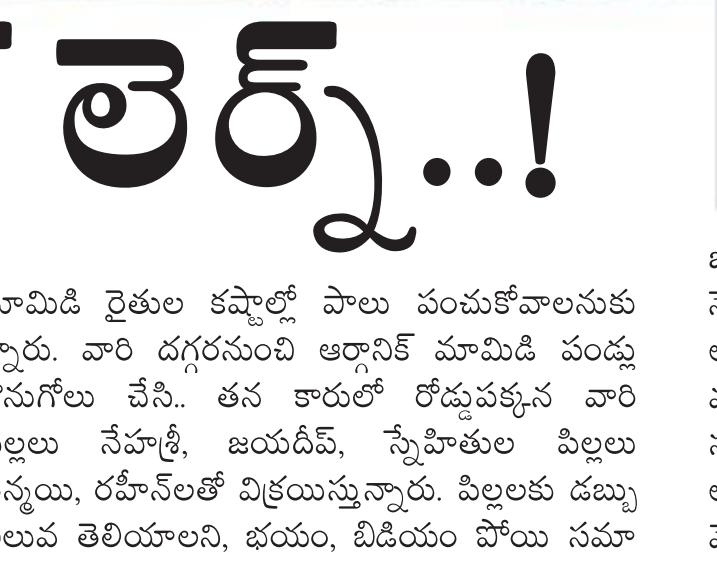 లెర్న్..!
మామిడి రైతుల కష్టాల్లో పాలు పంచుకోవాలనుకు
న్నారు. వారి దగ్గరనుంచి ఆర్గానిక్ మామిడి పండ్లు
కొనుగోలు చేసి.. తన కారులో రోడ్డుపక్కన వారి
పిల్లలు నేహశ్రీ, జయదీప్, స్నేహితుల పిల్లలు
రహీన్‌లతో విక్రయిస్తున్నారు. పిల్లలకు డబ్బు
విలువ తెలియాలని, భయం, బిడియం పోయి సమా